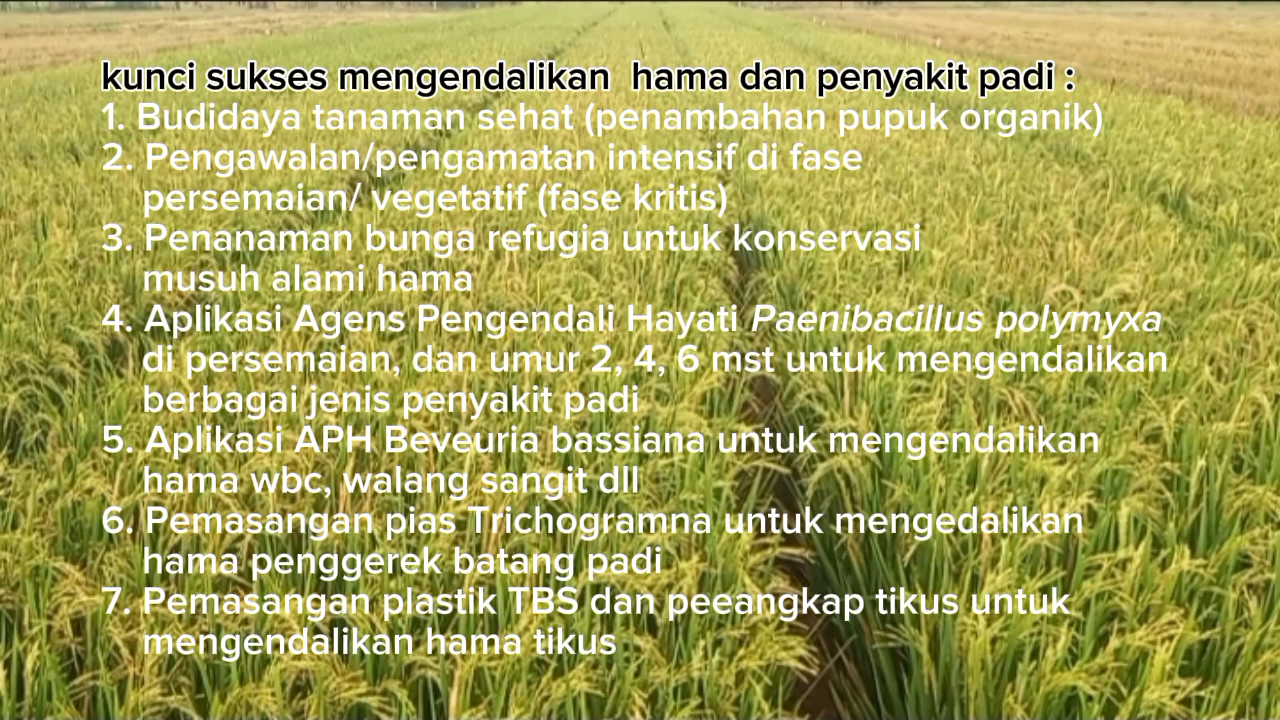 kunci sukses mengendalikan  hama dan penyakit padi :
1. Budidaya tanaman sehat (penambahan pupuk organik)
2. Pengawalan/pengamatan intensif di fase
persemaian/ vegetatif (fase kritis)
3. Penanaman bunga refugia untuk konservasi
musuh alami hama
4. Aplikasi Agens Pengendali Hayati Paenibacillus polymyxa
di persemaian, dan umur 2, 4, 6 mst untuk mengendalikan
berbagai jenis penyakit padi
5. Aplikasi APH Beveuria bassiana untuk mengendalikan
hama wbc, walang sangit dll
6. Pemasangan pias Trichogramna untuk mengedalikan
hama penggerek batang padi
7. Pemasangan plastik TBS dan peeangkap tikus untuk
mengendalikan hama tikus